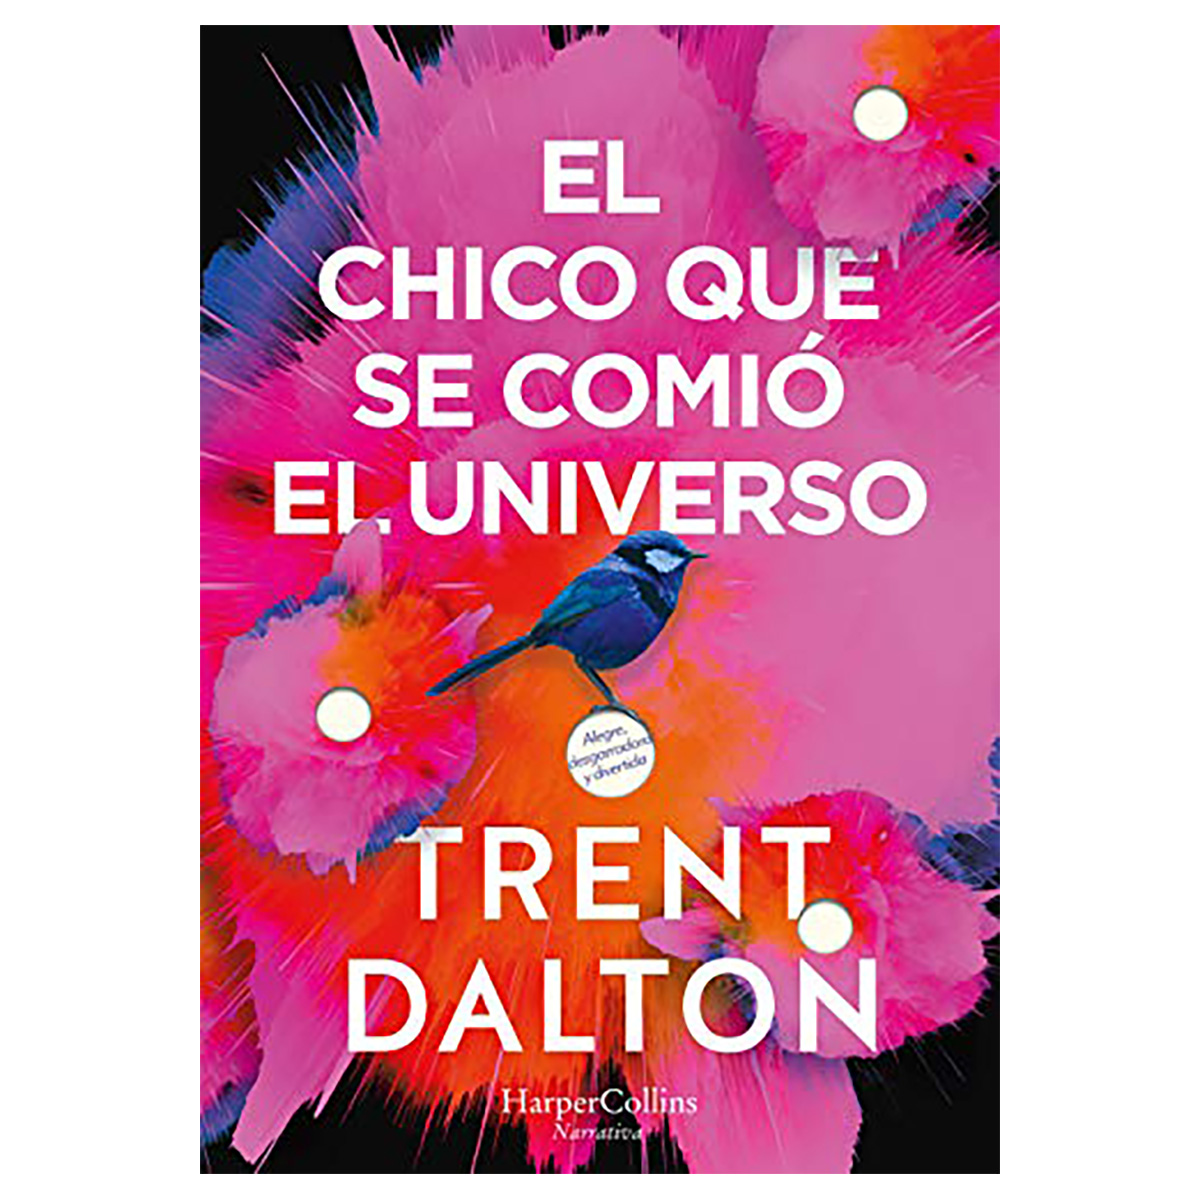 EL
CHICO QUE
SE COMIÓ
EL UNIVERSO
Alegre,
desgarradora
y divertida
TRENT
DALTON
HarperCollins
Narrativa